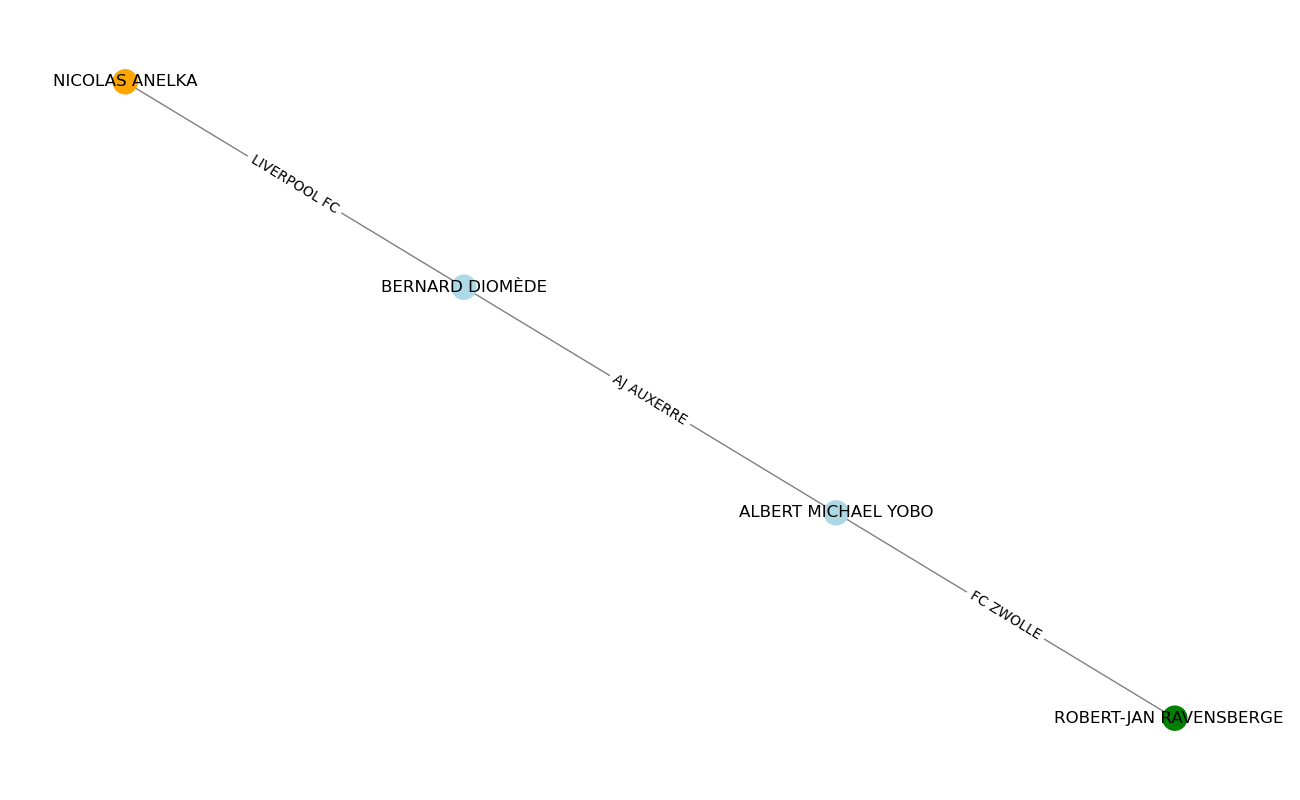 NICOLAS ANELKA
LIVERPOOL FC
BERNARD DIOMÈDE
AJ AUXERRE
ALBERT MICHAEL YOBO
FC ZWOLLE
ROBERT-JAN RAVENSBERGE